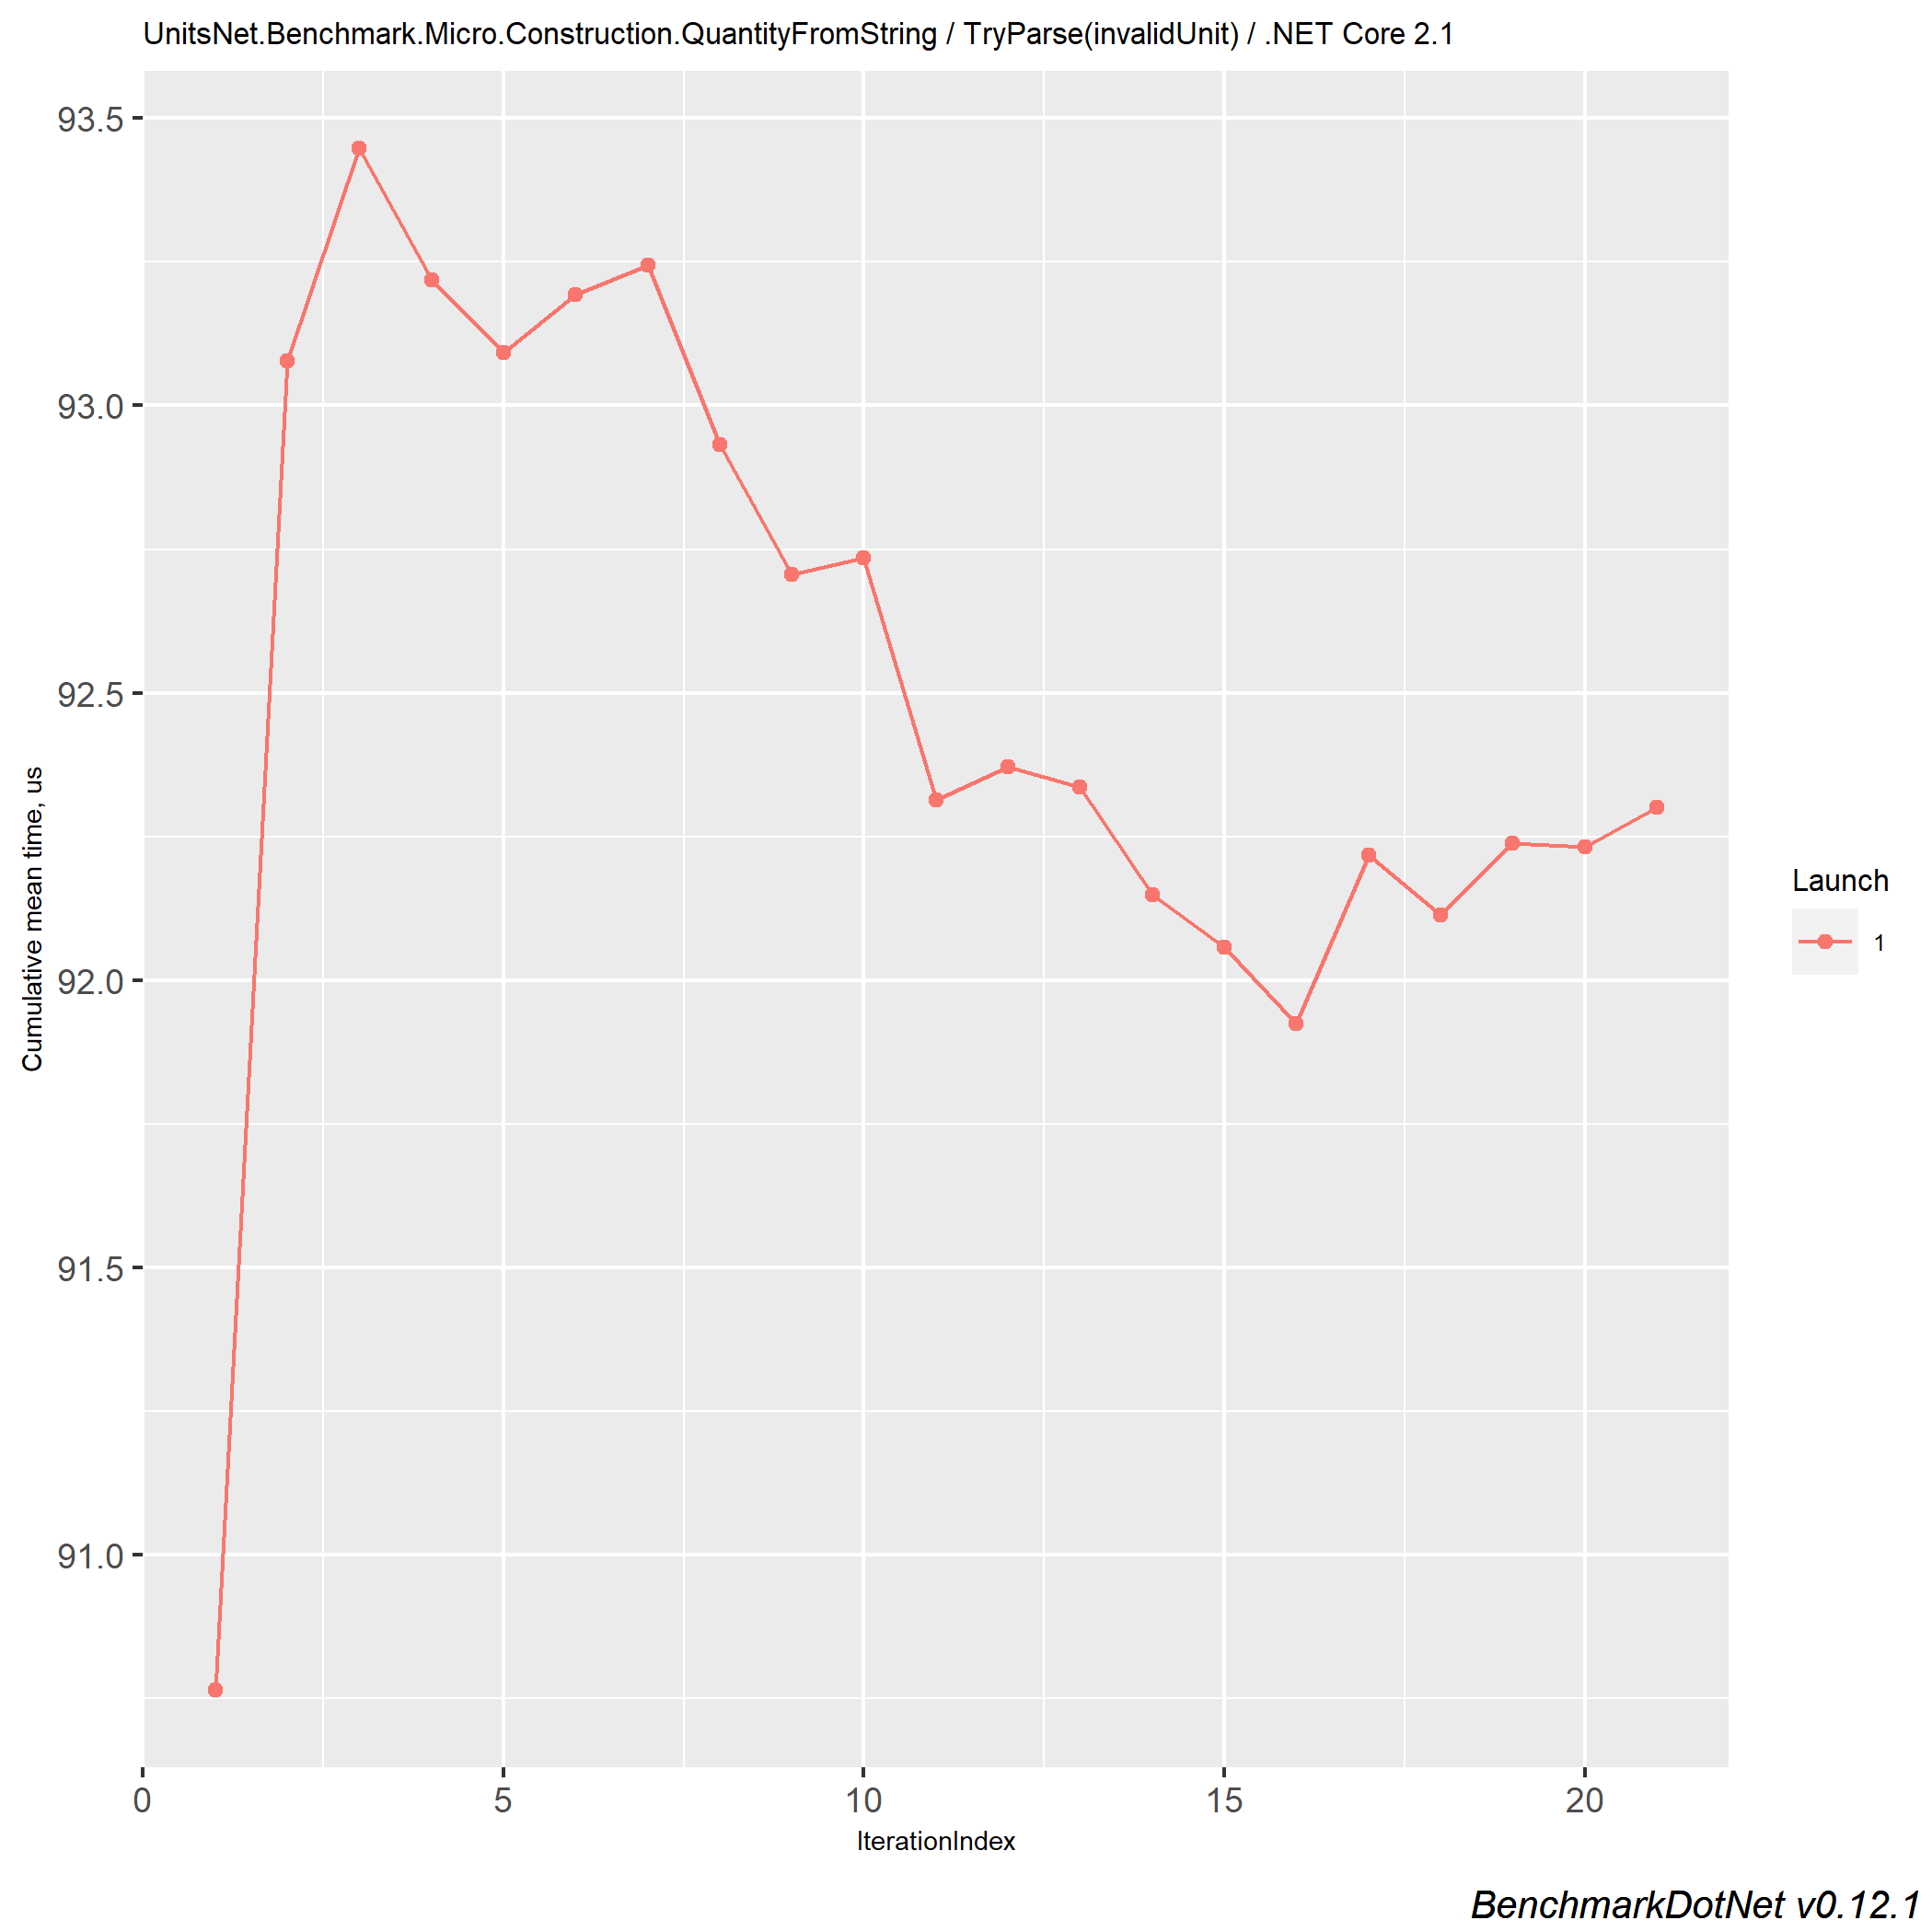 UnitsNet.Benchmark.Micro.Construction.QuantityFromString / TryParse(invalidUnit) / .NET Core 2.1
93.5
93.0
92.5
92.0
91.5
91.0
Cumulative mean time, us
0 5 10 15 20
IterationIndex
Launch
1
BenchmarkDotNet v0.12.1